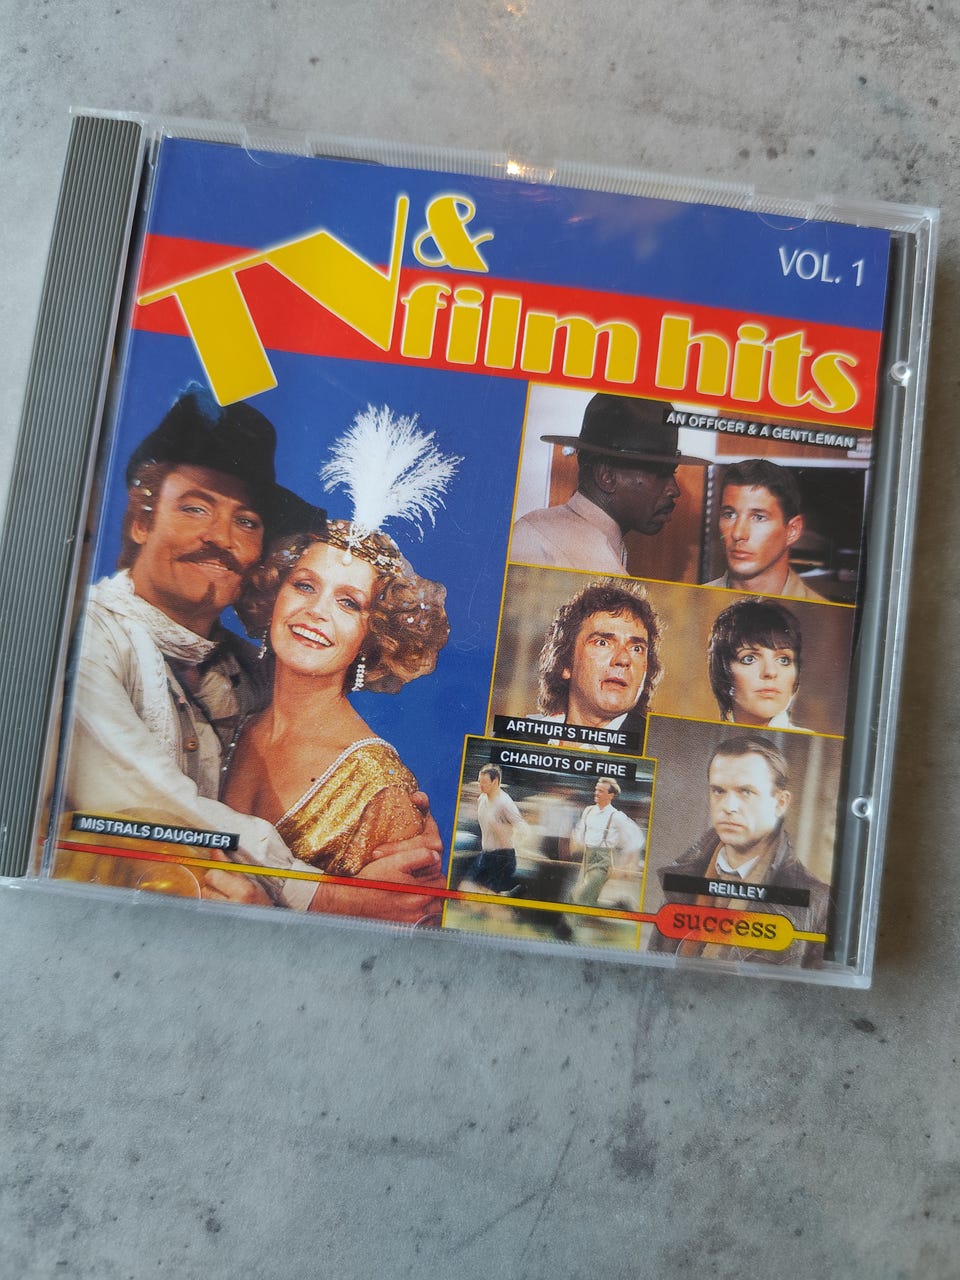 TV &
film hits
VOL. 1
AN OFFICER & A GENTLEMAN
ARTHUR'S THEME
CHARIOTS OF FIRE
MISTRALS DAUGHTER
REILLEY
success